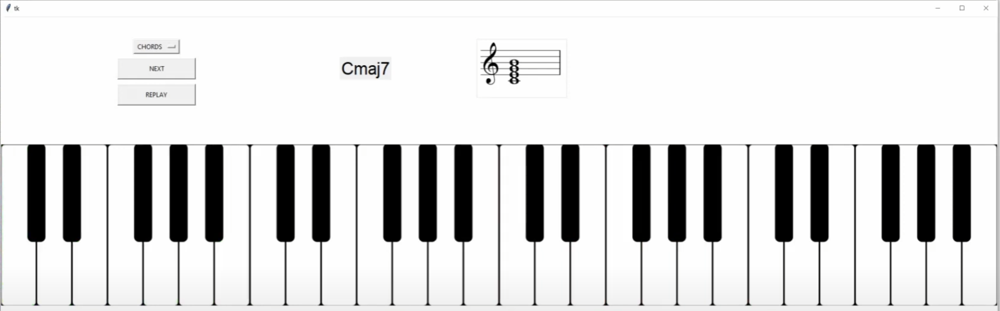 tk
CHORDS
NEXT
REPLAY
Cmaj7